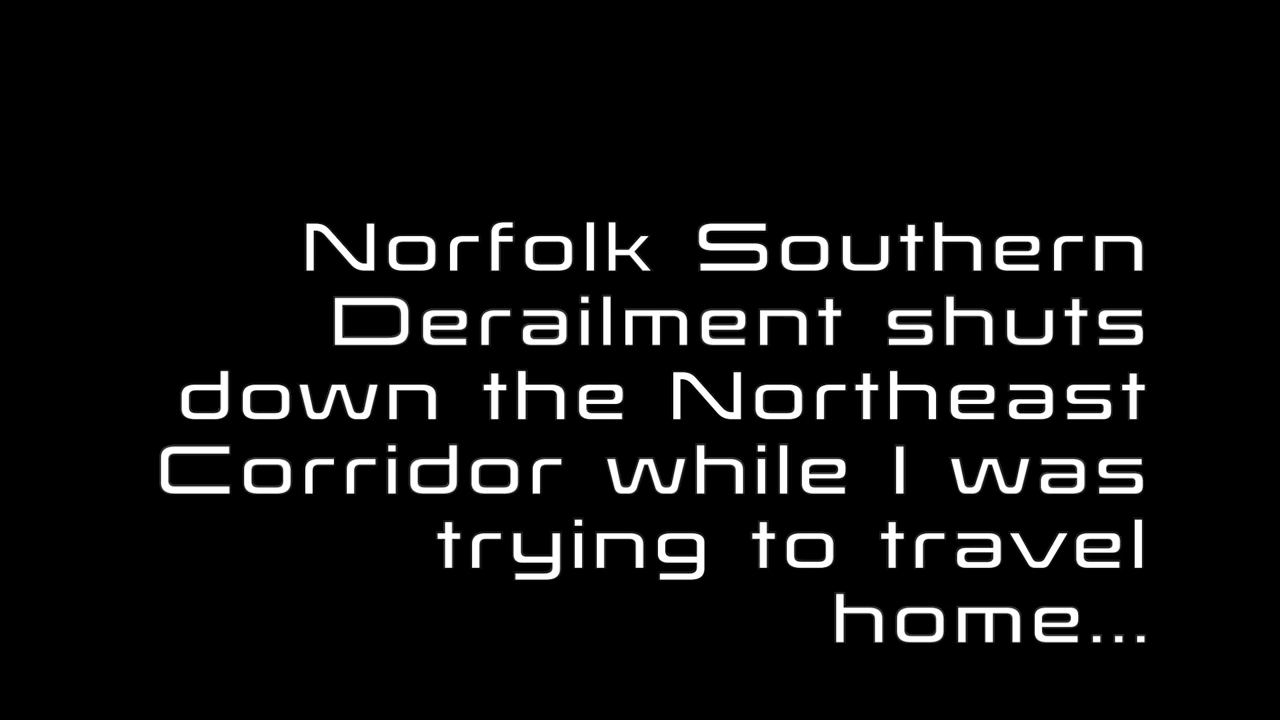 Norfolk Southern
Derailment shuts
down the Northeast
Corridor while I was
trying to travel
home...